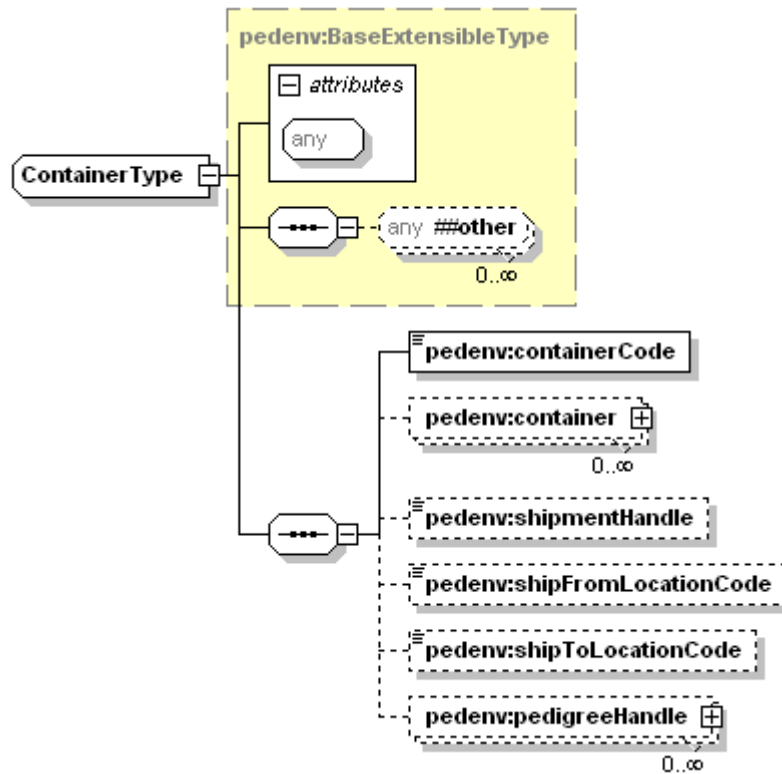 pedenv:BaseExtensibleType
attributes
any
ContainerType
any ##other
0..∞
pedenv:containerCode
pedenv:container
0..∞
pedenv:shipmentHandle
pedenv:shipFromLocationCode
pedenv:shipToLocationCode
pedenv:pedigreeHandle
0..∞